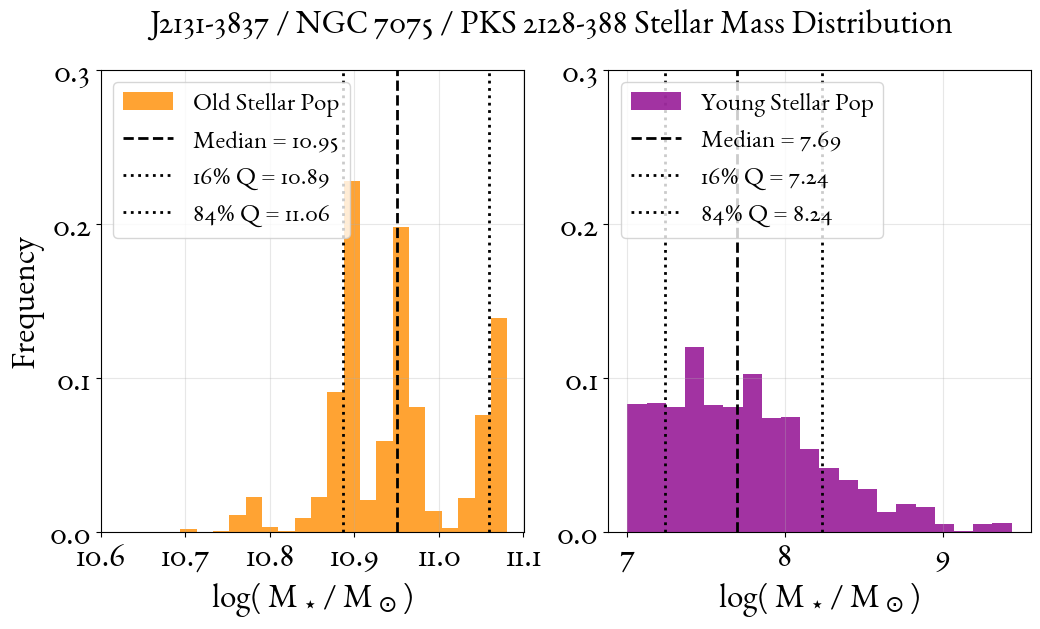 J2131-3837 / NGC 7075 / PKS 2128-388 Stellar Mass Distribution
Frequency
0.3
0.2
0.1
0.0
Old Stellar Pop
Median = 10.95
16% Q = 10.89
84% Q = 11.06
10.6 10.7 10.8 10.9 11.0 11.1
log( M ⋆ / M ⊙ )
0.3
0.2
0.1
0.0
Young Stellar Pop
Median = 7.69
16% Q = 7.24
84% Q = 8.24
7 8 9
log( M ⋆ / M ⊙ )